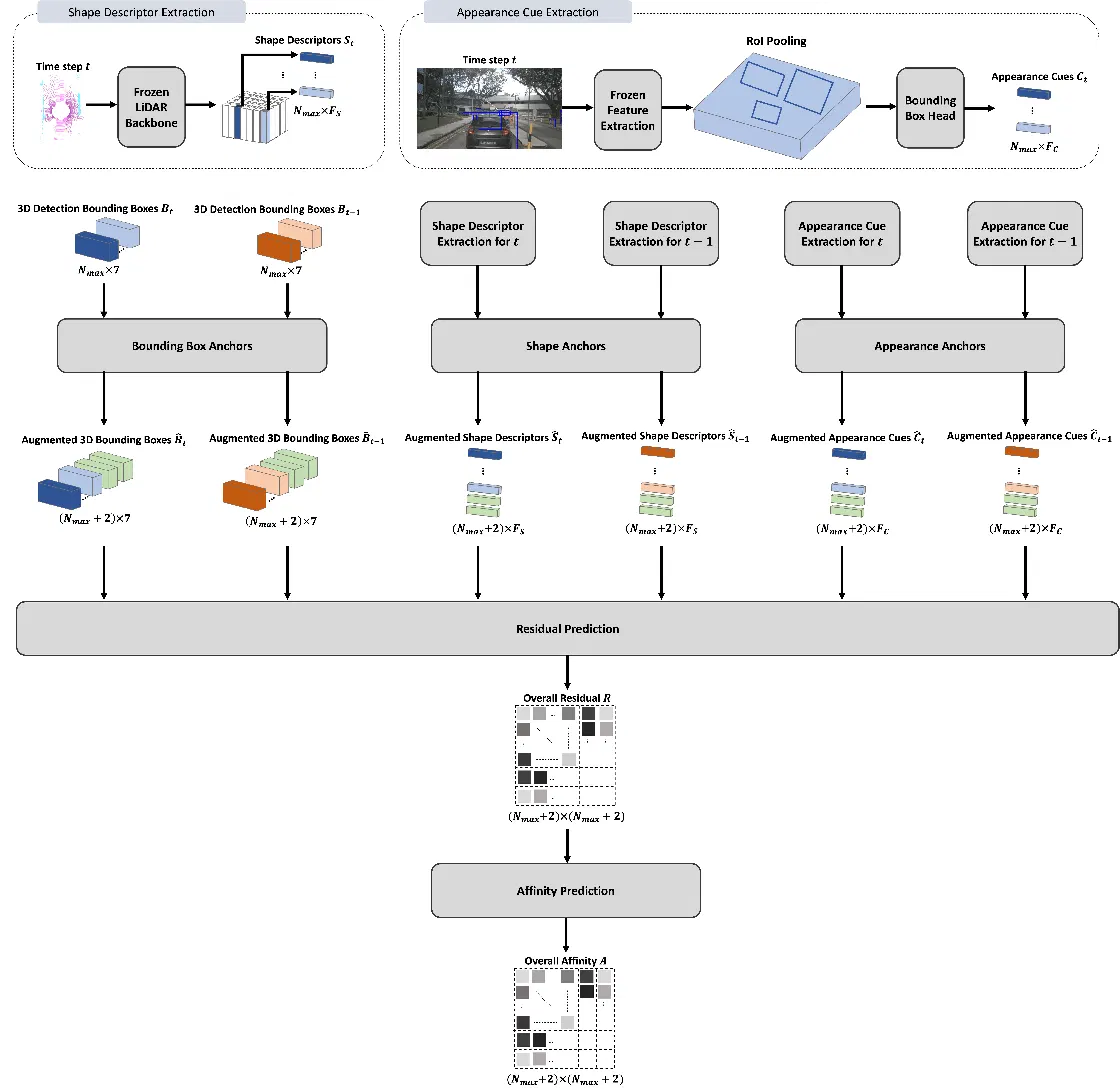 Shape Descriptor Extraction
Time step t
Frozen
LiDAR
Backbone
Shape Descriptors S_t
N_max×F_S
Appearance Cue Extraction
Time step t
Frozen
Feature
Extraction
RoI Pooling
Bounding
Box Head
Appearance Cues C_t
N_max×F_C
3D Detection Bounding Boxes B_t
N_max×7
3D Detection Bounding Boxes B_{t−1}
N_max×7
Shape Descriptor
Extraction for t
Shape Descriptor
Extraction for t − 1
Appearance Cue
Extraction for t
Appearance Cue
Extraction for t − 1
Bounding Box Anchors
Shape Anchors
Appearance Anchors
Augmented 3D Bounding Boxes B̂_t
(N_max + 2)×7
Augmented 3D Bounding Boxes B̂_{t−1}
(N_max + 2)×7
Augmented Shape Descriptors Ŝ_t
(N_max+2)×F_S
Augmented Shape Descriptors Ŝ_{t−1}
(N_max+2)×F_S
Augmented Appearance Cues Ĉ_t
(N_max+2)×F_C
Augmented Appearance Cues Ĉ_{t−1}
(N_max+2)×F_C
Residual Prediction
Overall Residual R
(N_max+2)×(N_max + 2)
Affinity Prediction
Overall Affinity A
(N_max+2)×(N_max + 2)